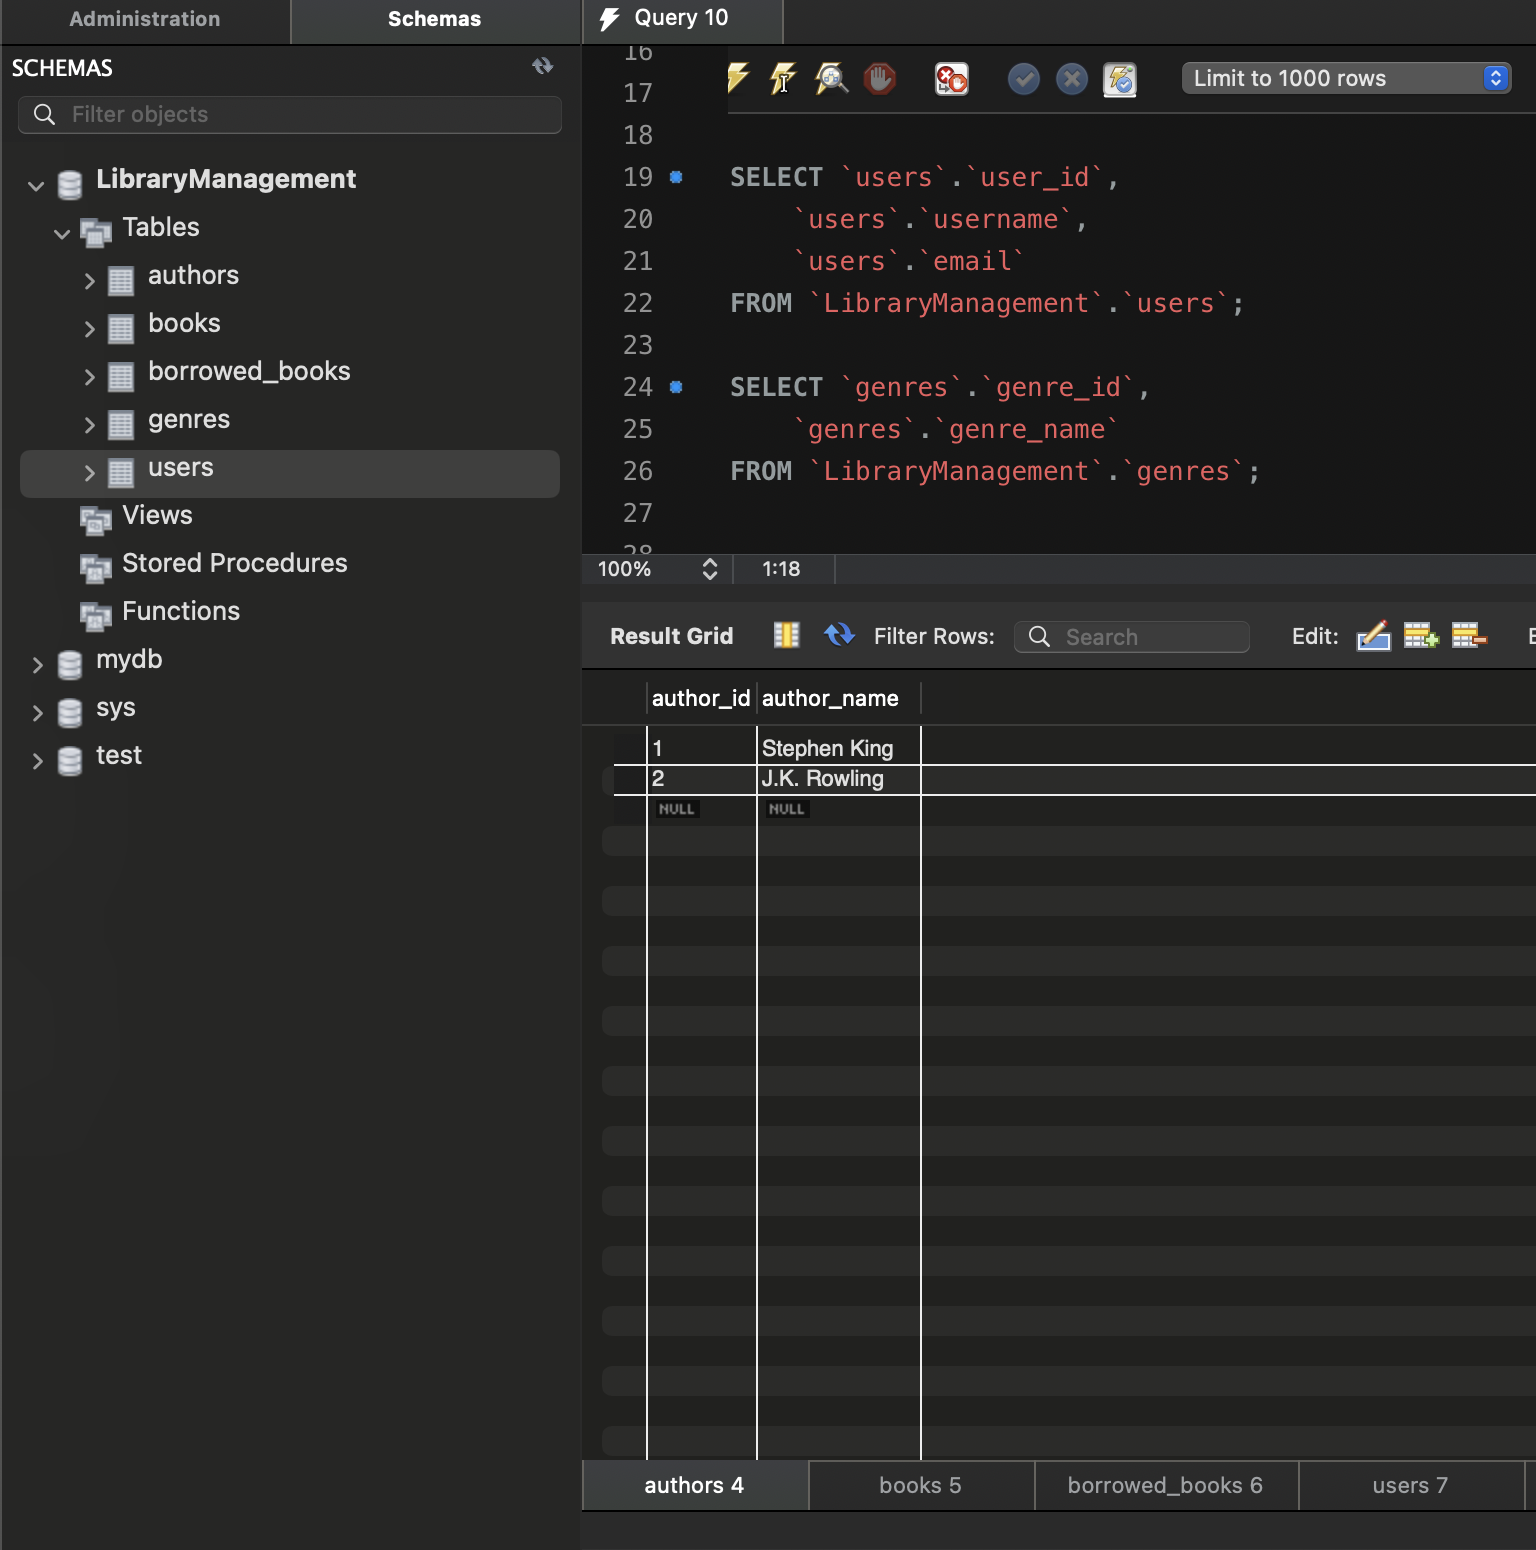 Administration
Schemas
Query 10
SCHEMAS
Filter objects
LibraryManagement
Tables
authors
books
borrowed_books
genres
users
Views
Stored Procedures
Functions
mydb
sys
test
16
17
Limit to 1000 rows
18
19 SELECT `users`.`user_id`,
20 `users`.`username`,
21 `users`.`email`
22 FROM `LibraryManagement`.`users`;
23
24 SELECT `genres`.`genre_id`,
25 `genres`.`genre_name`
26 FROM `LibraryManagement`.`genres`;
27
28
100% 1:18
Result Grid Filter Rows: Search Edit: E
author_id author_name
1 Stephen King
2 J.K. Rowling
NULL NULL
authors 4 books 5 borrowed_books 6 users 7